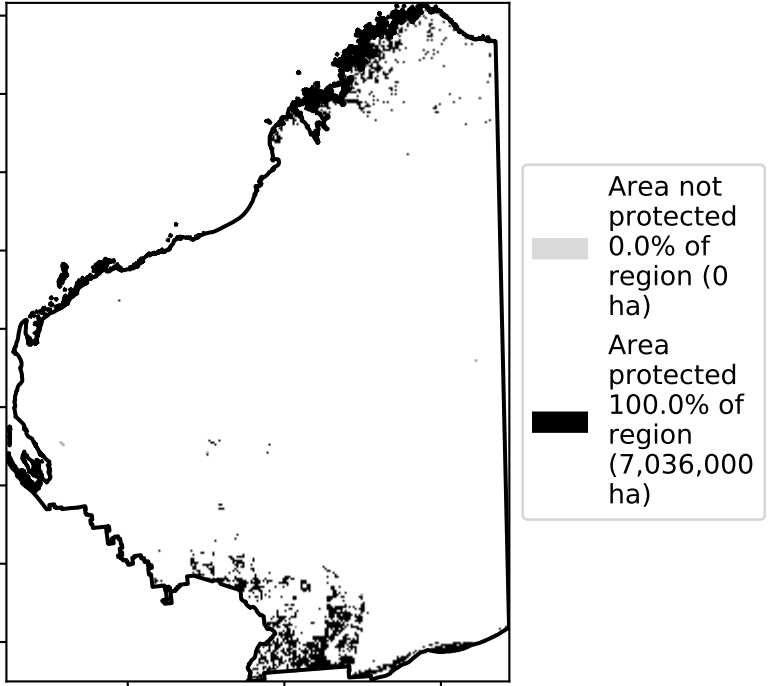 Area not
protected
0.0% of
region (0
ha)
Area
protected
100.0% of
region
(7,036,000
ha)